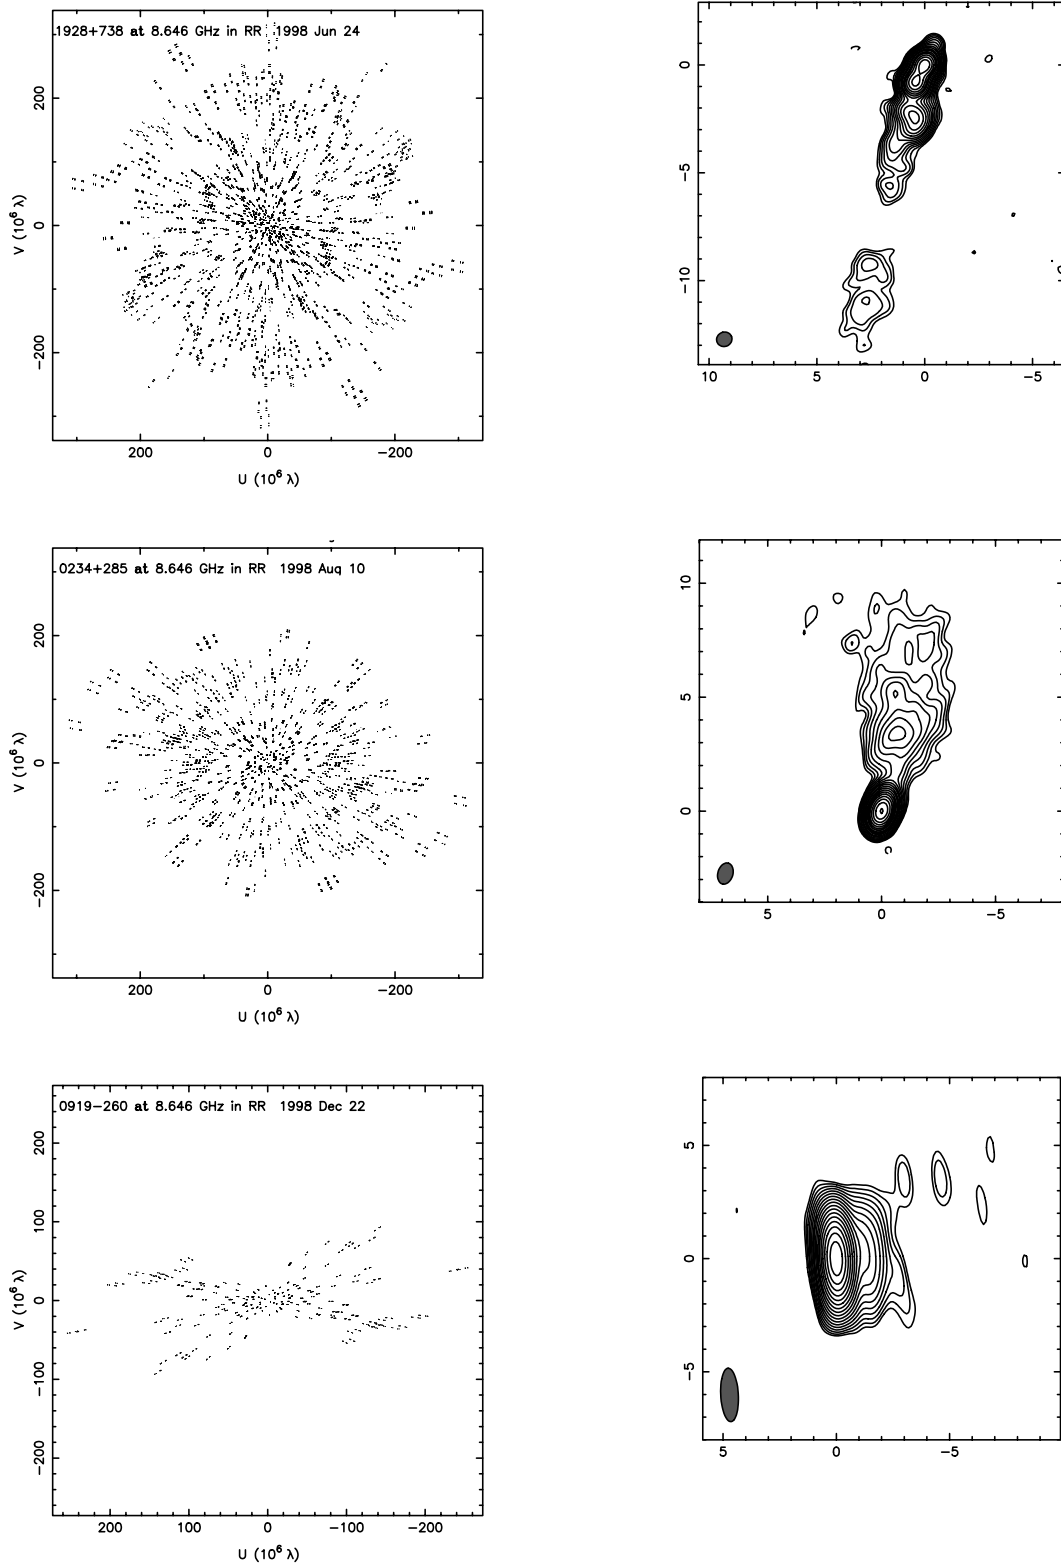 1928+738 at 8.646 GHz in RR 1998 Jun 24
200
0
200
V (10⁶ λ)
200 0 −200
U (10⁶ λ)
0
−5
−10
10 5 0 −5
0234+285 at 8.646 GHz in RR 1998 Aug 10
200
0
−200
V (10⁶ λ)
200 0 −200
U (10⁶ λ)
10
5
0
5 0 −5
0919−260 at 8.646 GHz in RR 1998 Dec 22
200
100
0
−100
−200
V (10⁶ λ)
200 100 0 −100 −200
U (10⁶ λ)
5
0
−5
5 0 −5